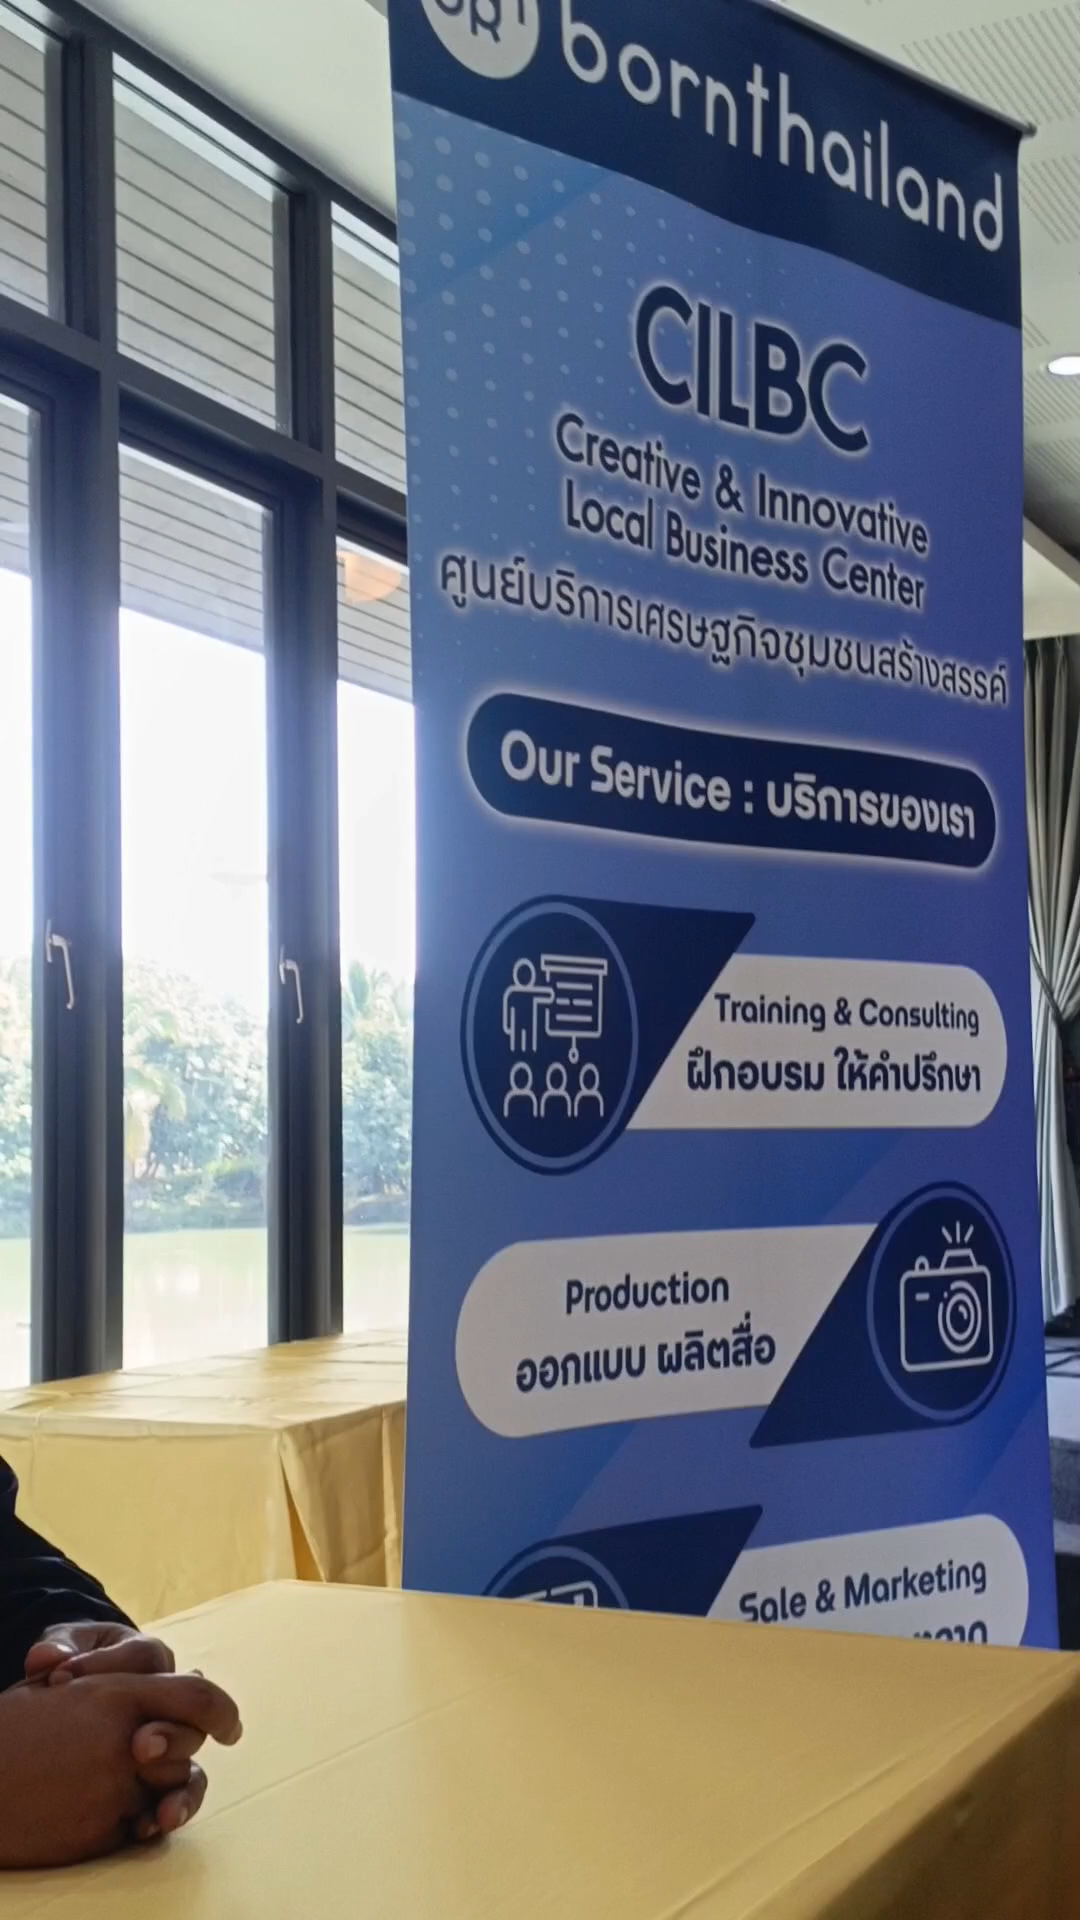 bornthailand
CILBC
Creative & Innovative
Local Business Center
ศูนย์บริการเศรษฐกิจชุมชนสร้างสรรค์
Our Service : บริการของเรา
Training & Consulting
ฝึกอบรม ให้คำปรึกษา
Production
ออกแบบ ผลิตสื่อ
Sale & Marketing